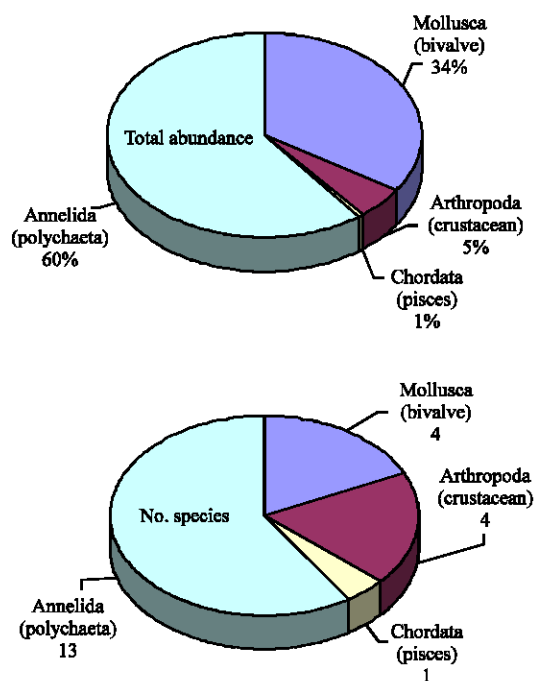 Mollusca
(bivalve)
34%
Total abundance
Annelida
(polychaeta)
60%
Arthropoda
(crustacean)
5%
Chordata
(pisces)
1%
Mollusca
(bivalve)
4
Arthropoda
(crustacean)
4
No. species
Annelida
(polychaeta)
13
Chordata
(pisces)
1